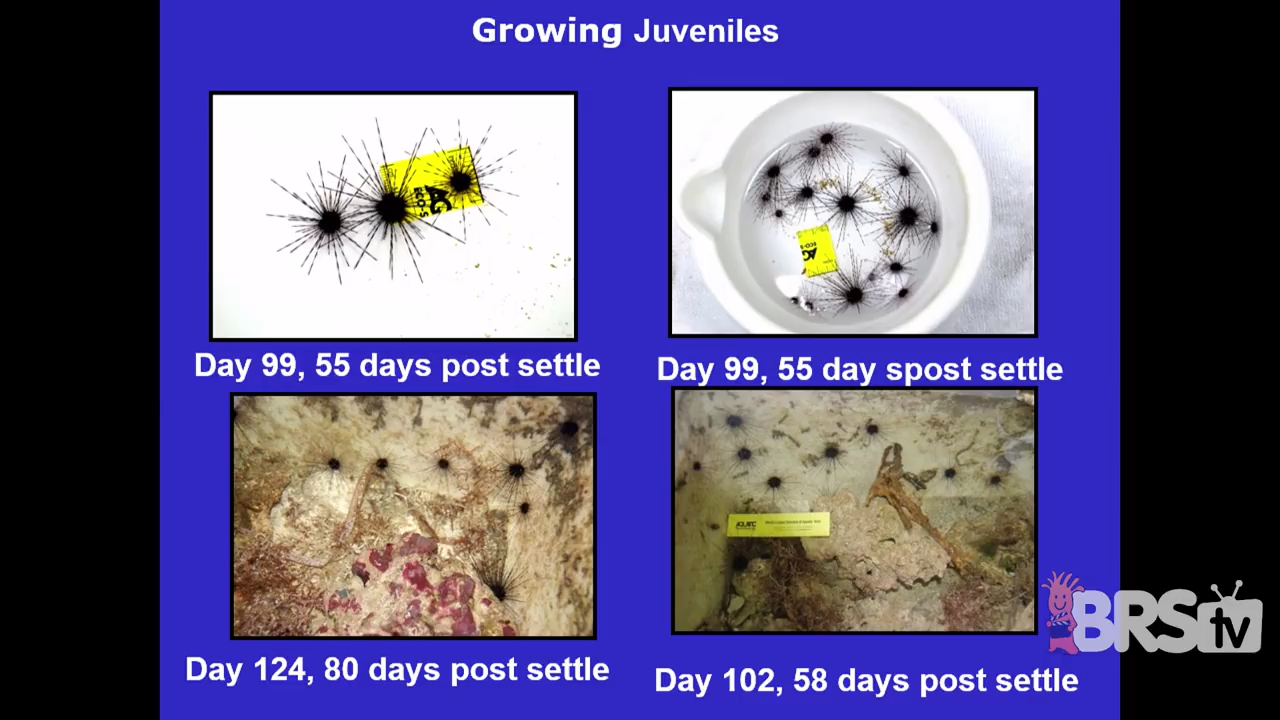 Growing Juveniles
Day 99, 55 days post settle
Day 99, 55 day spost settle
Day 124, 80 days post settle
Day 102, 58 days post settle
BRStv